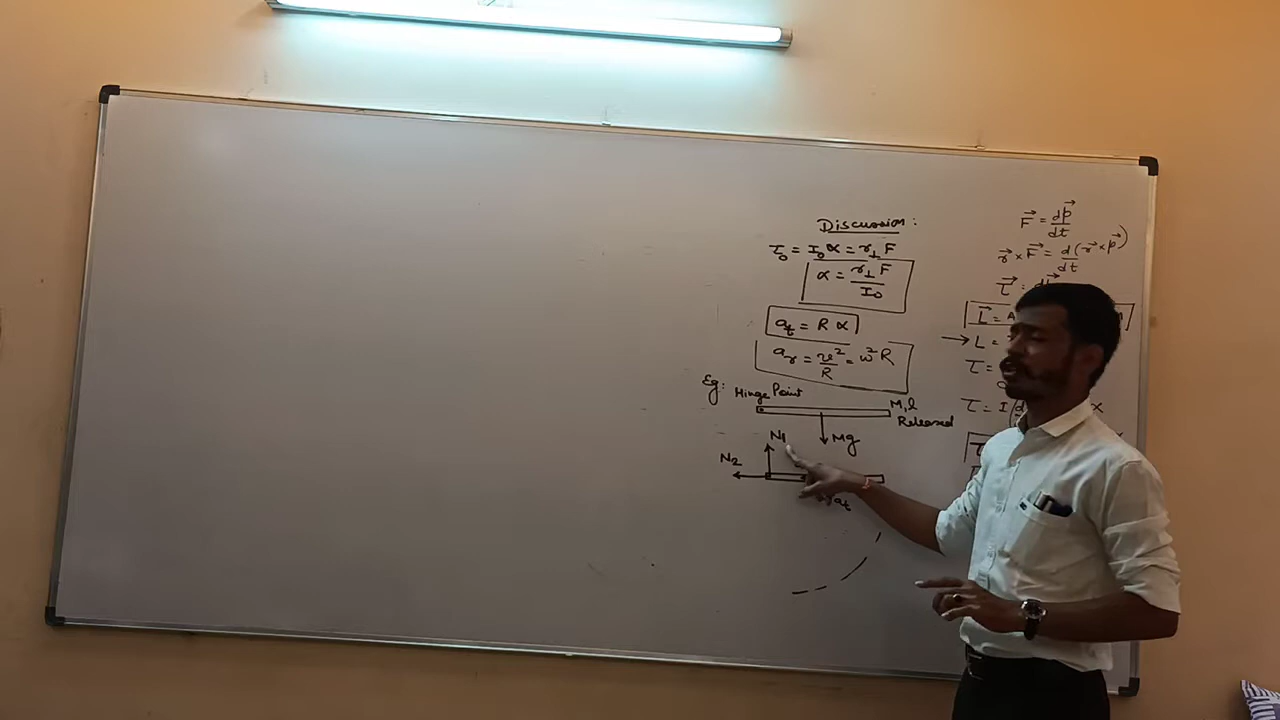 Discussion:
τ₀ = I₀α = r⊥F
α = r⊥F / I₀
aₜ = Rα
aᵣ = v²/R = ω²R
Eg: Hinge Point
M, l
Released
Mg
N₁
N₂
aₜ
F⃗ = dp⃗/dt
r⃗ × F⃗ = d(r⃗ × p⃗)/dt
L =
τ =
τ = I